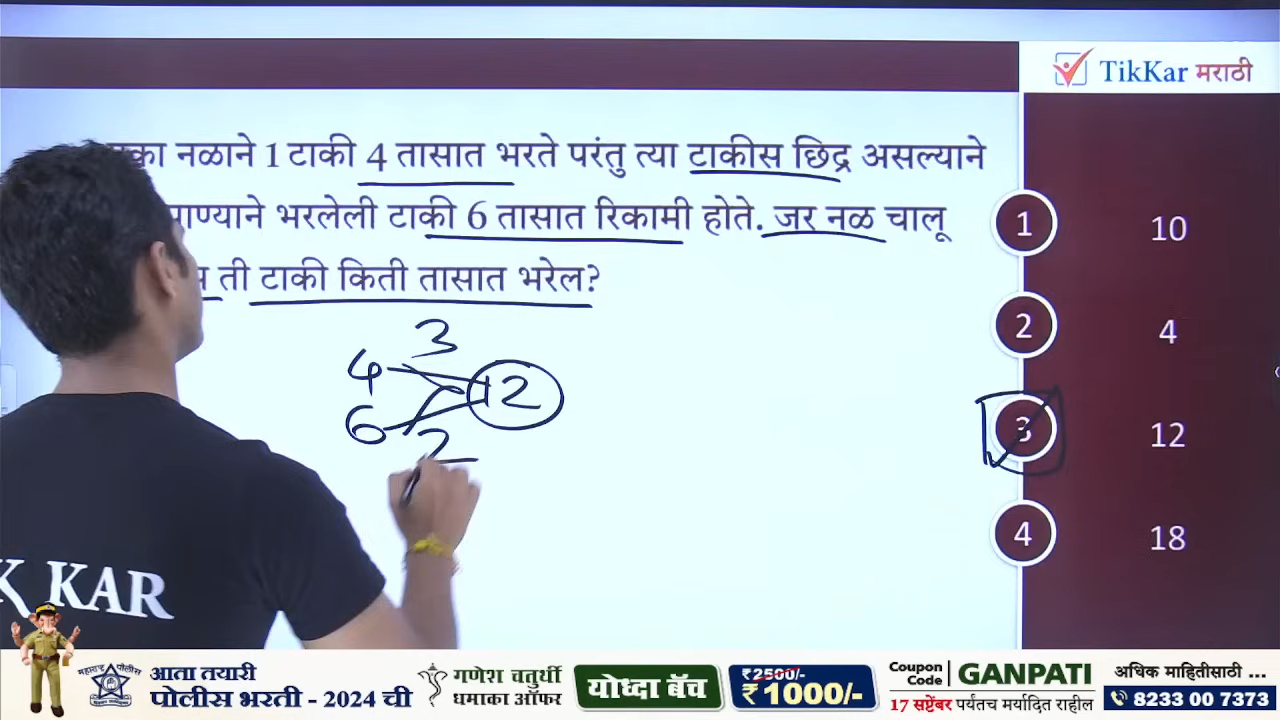 TikKar मराठी
नळाने 1 टाकी 4 तासात भरते परंतु त्या टाकीस छिद्र असल्याने
भरलेली टाकी 6 तासात रिकामी होते. जर नळ चालू
ती टाकी किती तासात भरेल?
1 10
2 4
3 12
4 18
3
4
12
6
2
KAR
महाराष्ट्र पोलीस
आता तयारी
पोलीस भरती - 2024 ची
गणेश चतुर्थी
धमाका ऑफर
योध्दा बॅच
₹2500/-
₹1000/-
Coupon Code GANPATI
17 सप्टेंबर पर्यंतच मर्यादित राहील
अधिक माहितीसाठी ...
8233 00 7373